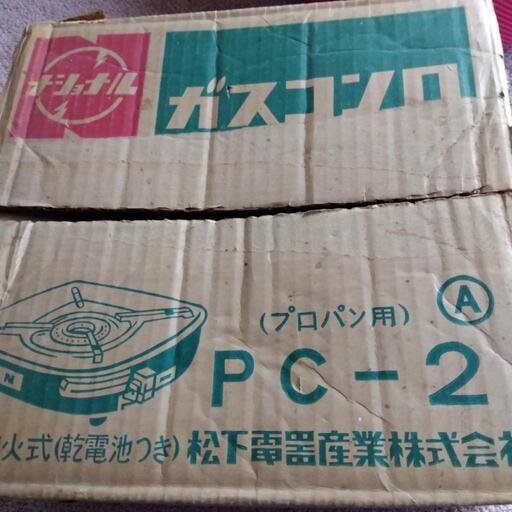 ナショナル
ガスコンロ
(プロパン用) Ⓐ
PC-2
N
火式(乾電池つき) 松下電器産業株式会